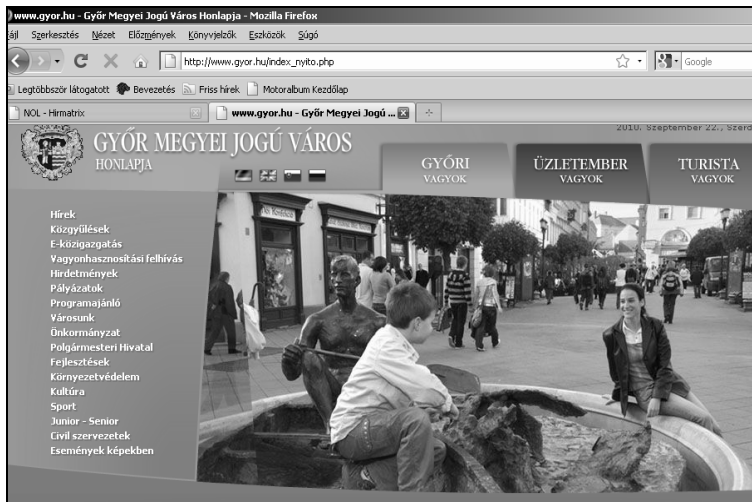 www.gyor.hu - Győr Megyei Jogú Város Honlapja - Mozilla Firefox
ájl Szerkesztés Nézet Előzmények Könyvjelzők Eszközök Súgó
http://www.gyor.hu/index_nyito.php Google
Legtöbbször látogatott Bevezetés Friss hírek Motoralbum Kezdőlap
NOL - Hirmatrix www.gyor.hu - Győr Megyei Jogú ...
2010. Szeptember 22., Szerd
GYŐR MEGYEI JOGÚ VÁROS
HONLAPJA
GYŐRI VAGYOK
ÜZLETEMBER VAGYOK
TURISTA VAGYOK
Hírek
Közgyűlések
E-közigazgatás
Vagyonhasznosítási felhívás
Hirdetmények
Pályázatok
Programajánló
Városunk
Önkormányzat
Polgármesteri Hivatal
Fejlesztések
Környezetvédelem
Kultúra
Sport
Junior - Senior
Civil szervezetek
Események képekben